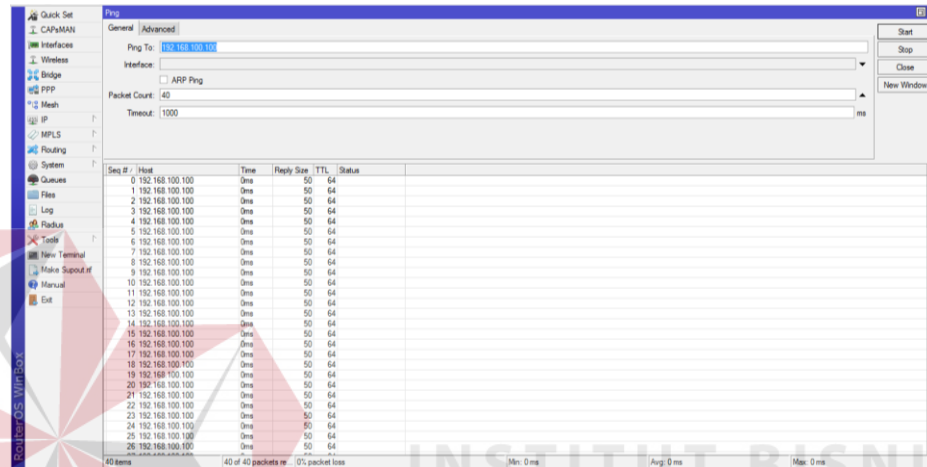 Ping
Quick Set
CAPsMAN
Interfaces
Wireless
Bridge
PPP
Mesh
IP
MPLS
Routing
System
Queues
Files
Log
Radius
Tools
New Terminal
Make Supout.rif
Manual
Exit
RouterOS WinBox
General Advanced
Ping To: 192.168.100.100
Interface:
ARP Ping
Packet Count: 40
Timeout: 1000 ms
Start
Stop
Close
New Window
Seq # / Host Time Reply Size TTL Status
0 192.168.100.100 0ms 50 64
1 192.168.100.100 0ms 50 64
2 192.168.100.100 0ms 50 64
3 192.168.100.100 0ms 50 64
4 192.168.100.100 0ms 50 64
5 192.168.100.100 0ms 50 64
6 192.168.100.100 0ms 50 64
7 192.168.100.100 0ms 50 64
8 192.168.100.100 0ms 50 64
9 192.168.100.100 0ms 50 64
10 192.168.100.100 0ms 50 64
11 192.168.100.100 0ms 50 64
12 192.168.100.100 0ms 50 64
13 192.168.100.100 0ms 50 64
14 192.168.100.100 0ms 50 64
15 192.168.100.100 0ms 50 64
16 192.168.100.100 0ms 50 64
17 192.168.100.100 0ms 50 64
18 192.168.100.100 0ms 50 64
19 192.168.100.100 0ms 50 64
20 192.168.100.100 0ms 50 64
21 192.168.100.100 0ms 50 64
22 192.168.100.100 0ms 50 64
23 192.168.100.100 0ms 50 64
24 192.168.100.100 0ms 50 64
25 192.168.100.100 0ms 50 64
26 192.168.100.100 0ms 50 64
40 items 40 of 40 packets re... 0% packet loss Min: 0 ms Avg: 0 ms Max: 0 ms
INSTITUT BISNI